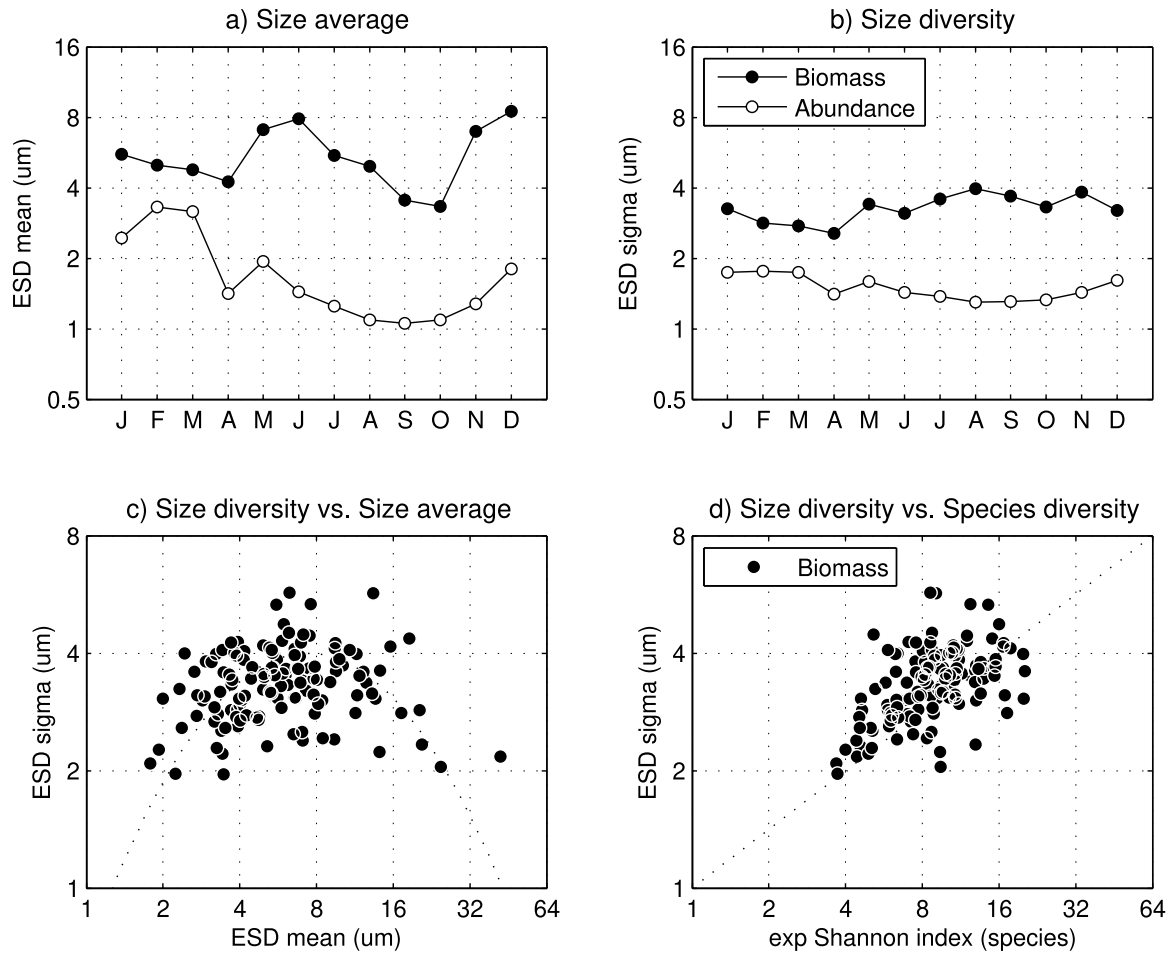 a) Size average
16
8
4
2
1
0.5
ESD mean (um)
J F M A M J J A S O N D
b) Size diversity
Biomass
Abundance
16
8
4
2
1
0.5
ESD sigma (um)
J F M A M J J A S O N D
c) Size diversity vs. Size average
8
4
2
1
ESD sigma (um)
1 2 4 8 16 32 64
ESD mean (um)
d) Size diversity vs. Species diversity
Biomass
8
4
2
1
ESD sigma (um)
1 2 4 8 16 32 64
exp Shannon index (species)